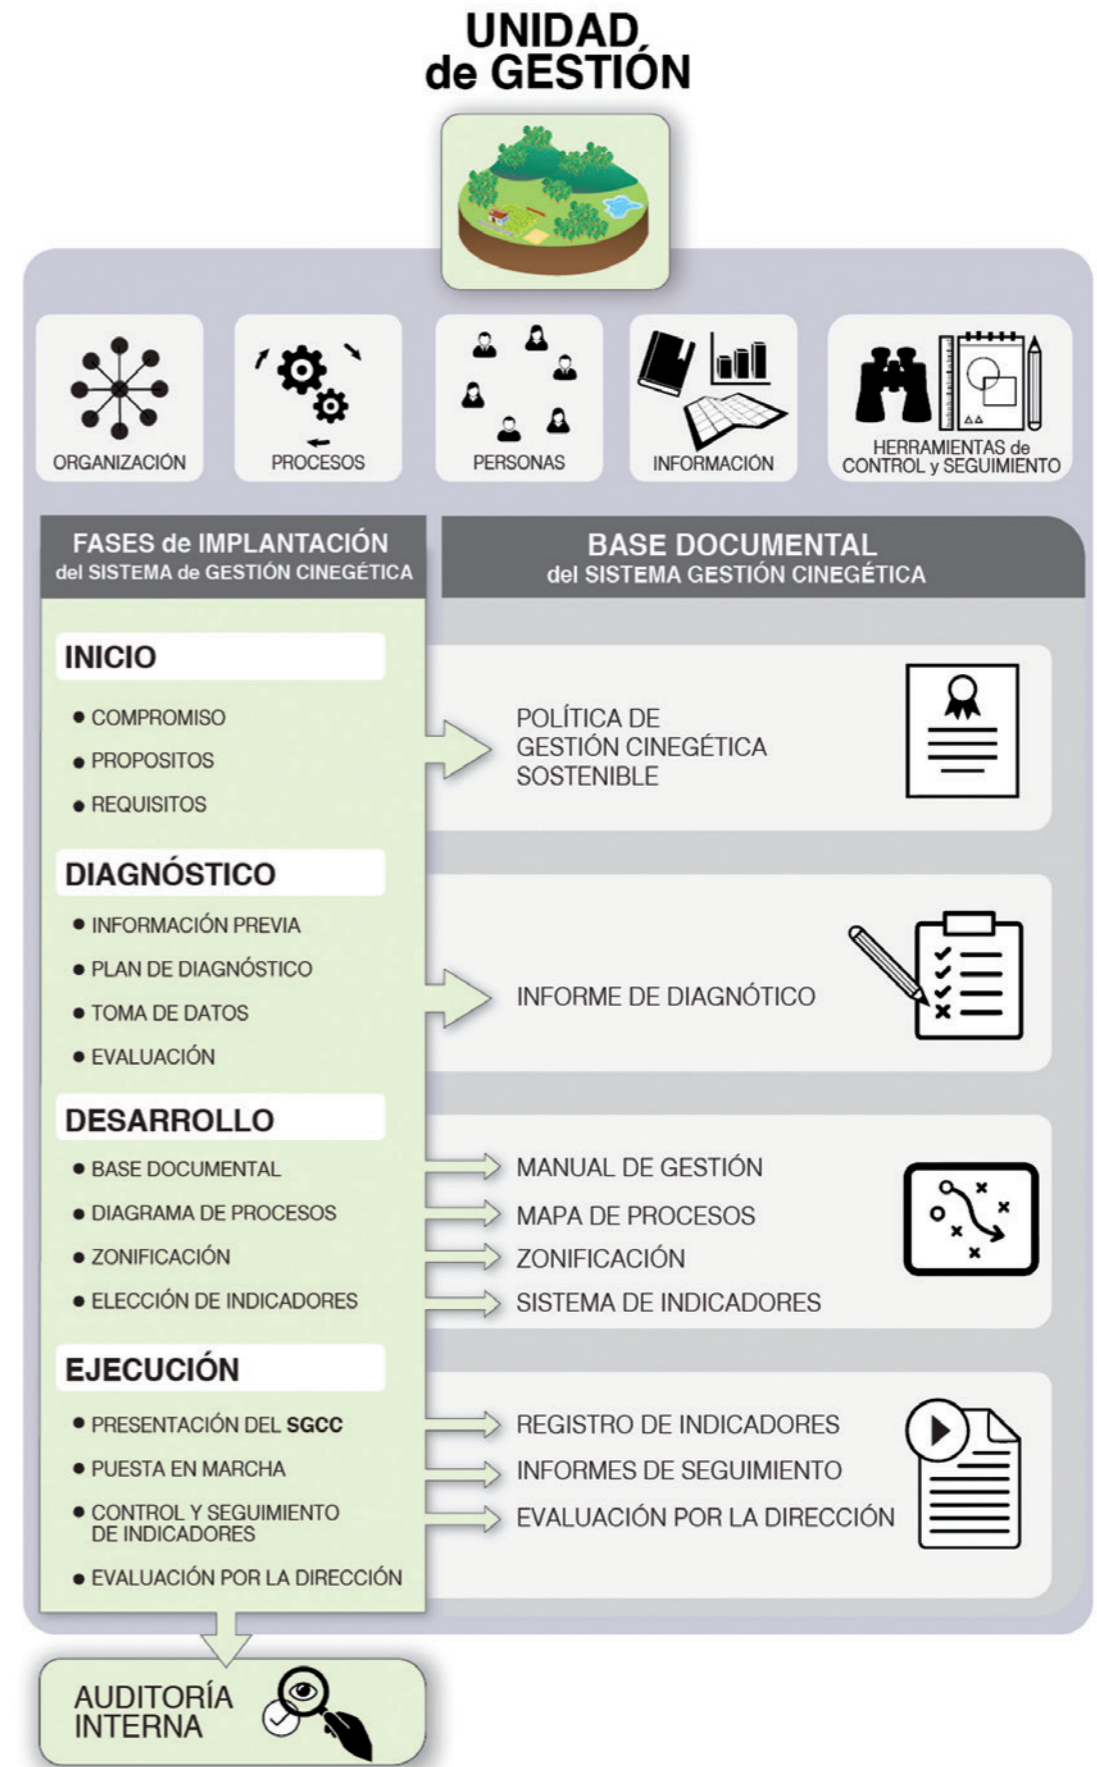 UNIDAD
de GESTIÓN
ORGANIZACIÓN
PROCESOS
PERSONAS
INFORMACIÓN
HERRAMIENTAS de
CONTROL y SEGUIMIENTO
FASES de IMPLANTACIÓN
del SISTEMA de GESTIÓN CINEGÉTICA
BASE DOCUMENTAL
del SISTEMA GESTIÓN CINEGÉTICA
INICIO
• COMPROMISO
• PROPOSITOS
• REQUISITOS
POLÍTICA DE
GESTIÓN CINEGÉTICA
SOSTENIBLE
DIAGNÓSTICO
• INFORMACIÓN PREVIA
• PLAN DE DIAGNÓSTICO
• TOMA DE DATOS
• EVALUACIÓN
INFORME DE DIAGNÓTICO
DESARROLLO
• BASE DOCUMENTAL
• DIAGRAMA DE PROCESOS
• ZONIFICACIÓN
• ELECCIÓN DE INDICADORES
MANUAL DE GESTIÓN
MAPA DE PROCESOS
ZONIFICACIÓN
SISTEMA DE INDICADORES
EJECUCIÓN
• PRESENTACIÓN DEL SGCC
• PUESTA EN MARCHA
• CONTROL Y SEGUIMIENTO
DE INDICADORES
• EVALUACIÓN POR LA DIRECCIÓN
REGISTRO DE INDICADORES
INFORMES DE SEGUIMIENTO
EVALUACIÓN POR LA DIRECCIÓN
AUDITORÍA
INTERNA